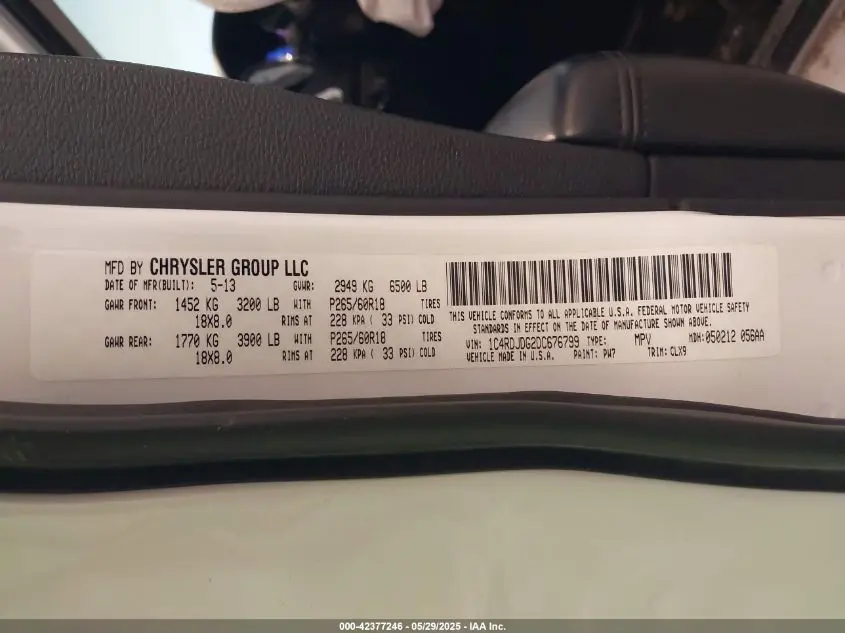 MFD BY CHRYSLER GROUP LLC
DATE OF MFR(BUILT): 5-13 GVWR: 2949 KG 6500 LB
GAWR FRONT: 1452 KG 3200 LB WITH P265/60R18 TIRES
18X8.0 RIMS AT 228 KPA ( 33 PSI) COLD
GAWR REAR: 1770 KG 3900 LB WITH P265/60R18 TIRES
18X8.0 RIMS AT 228 KPA ( 33 PSI) COLD
THIS VEHICLE CONFORMS TO ALL APPLICABLE U.S.A. FEDERAL MOTOR VEHICLE SAFETY
STANDARDS IN EFFECT ON THE DATE OF MANUFACTURE SHOWN ABOVE.
VIN: 1C4RDJDG2DC676799 TYPE: MPV MDH:050212 056AA
VEHICLE MADE IN U.S.A. PAINT: PW7 TRIM: CLX9
000-42377246 - 05/29/2025 - IAA Inc.